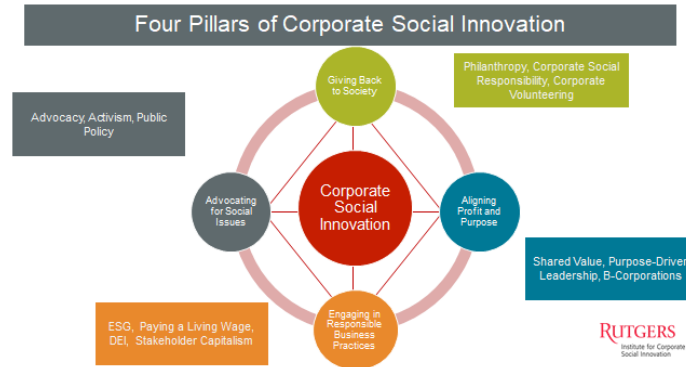 Four Pillars of Corporate Social Innovation
Giving Back
to Society
Philanthropy, Corporate Social
Responsibility, Corporate
Volunteering
Advocacy, Activism, Public
Policy
Advocating
for Social
Issues
Corporate
Social
Innovation
Aligning
Profit and
Purpose
Shared Value, Purpose-Driven
Leadership, B-Corporations
ESG, Paying a Living Wage,
DEI, Stakeholder Capitalism
Engaging in
Responsible
Business
Practices
RUTGERS
Institute for Corporate
Social Innovation